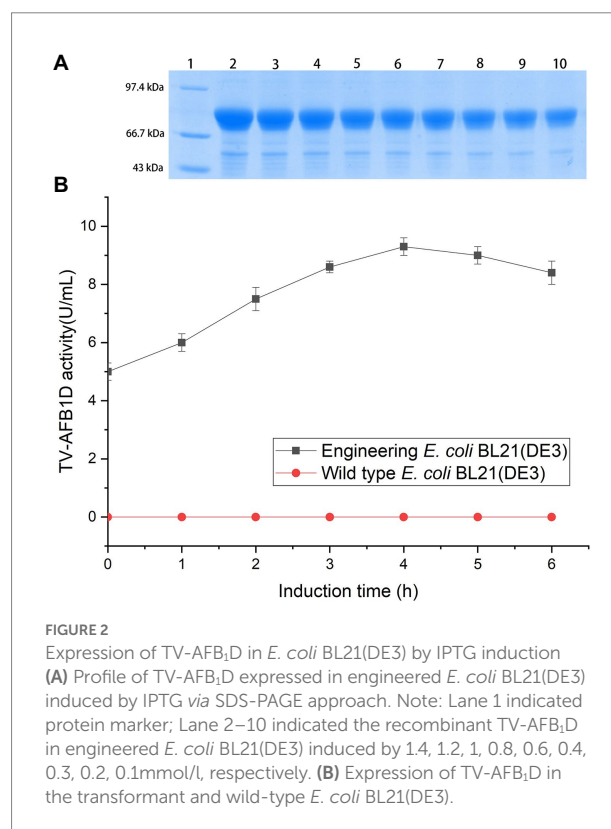 A
1 2 3 4 5 6 7 8 9 10
97.4 kDa
66.7 kDa
43 kDa
B
TV-AFB1D activity(U/mL)
10
8
6
4
2
0
Engineering E. coli BL21(DE3)
Wild type E. coli BL21(DE3)
0 1 2 3 4 5 6
Induction time (h)
FIGURE 2
Expression of TV-AFB₁D in E. coli BL21(DE3) by IPTG induction
(A) Profile of TV-AFB₁D expressed in engineered E. coli BL21(DE3)
induced by IPTG via SDS-PAGE approach. Note: Lane 1 indicated
protein marker; Lane 2–10 indicated the recombinant TV-AFB₁D
in engineered E. coli BL21(DE3) induced by 1.4, 1.2, 1, 0.8, 0.6, 0.4,
0.3, 0.2, 0.1mmol/l, respectively. (B) Expression of TV-AFB₁D in
the transformant and wild-type E. coli BL21(DE3).